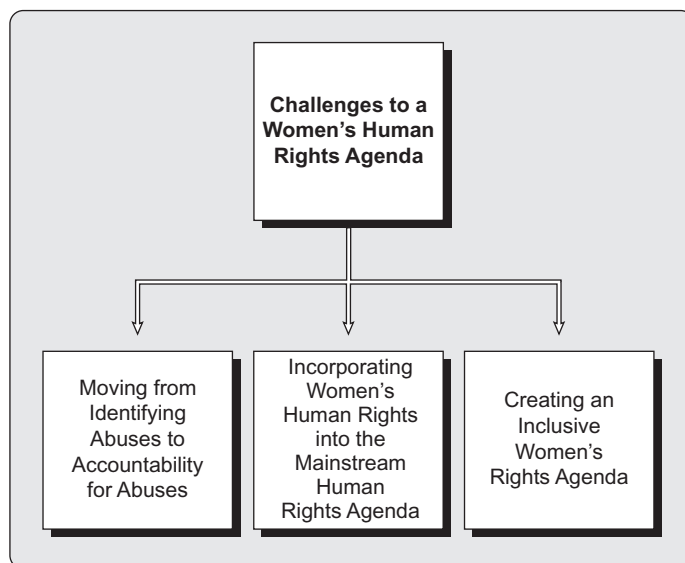 Challenges to a
Women's Human
Rights Agenda
Moving from
Identifying
Abuses to
Accountability
for Abuses
Incorporating
Women's
Human Rights
into the
Mainstream
Human
Rights Agenda
Creating an
Inclusive
Women's
Rights Agenda